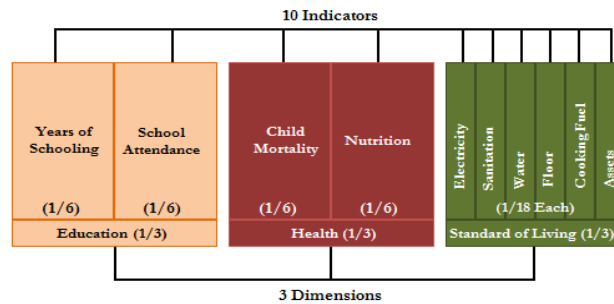 10 Indicators
Years of
Schooling
(1/6)
School
Attendance
(1/6)
Education (1/3)
Child
Mortality
(1/6)
Nutrition
(1/6)
Health (1/3)
Electricity
Sanitation
Water
Floor
Cooking Fuel
Assets
(1/18 Each)
Standard of Living (1/3)
3 Dimensions